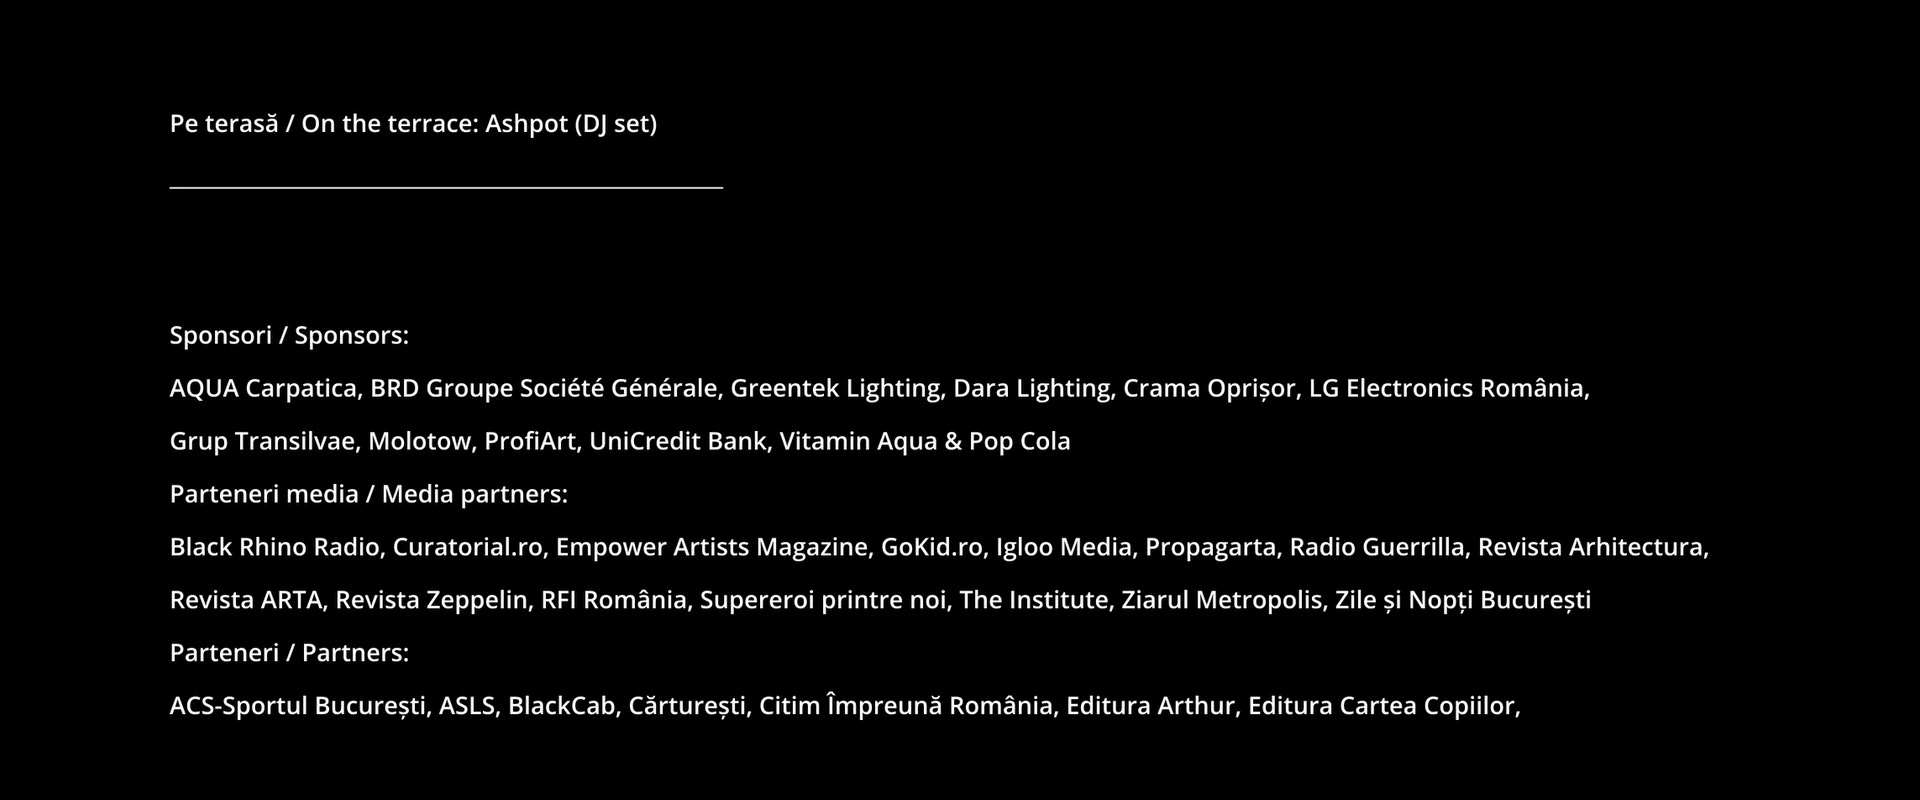 Pe terasă / On the terrace: Ashpot (DJ set)
Sponsori / Sponsors:
AQUA Carpatica, BRD Groupe Société Générale, Greentek Lighting, Dara Lighting, Crama Oprișor, LG Electronics România,
Grup Transilvae, Molotow, ProfiArt, UniCredit Bank, Vitamin Aqua & Pop Cola
Parteneri media / Media partners:
Black Rhino Radio, Curatorial.ro, Empower Artists Magazine, GoKid.ro, Igloo Media, Propagarta, Radio Guerrilla, Revista Arhitectura,
Revista ARTA, Revista Zeppelin, RFI România, Supereroi printre noi, The Institute, Ziarul Metropolis, Zile și Nopți București
Parteneri / Partners:
ACS-Sportul București, ASLS, BlackCab, Cărturești, Citim Împreună România, Editura Arthur, Editura Cartea Copiilor,